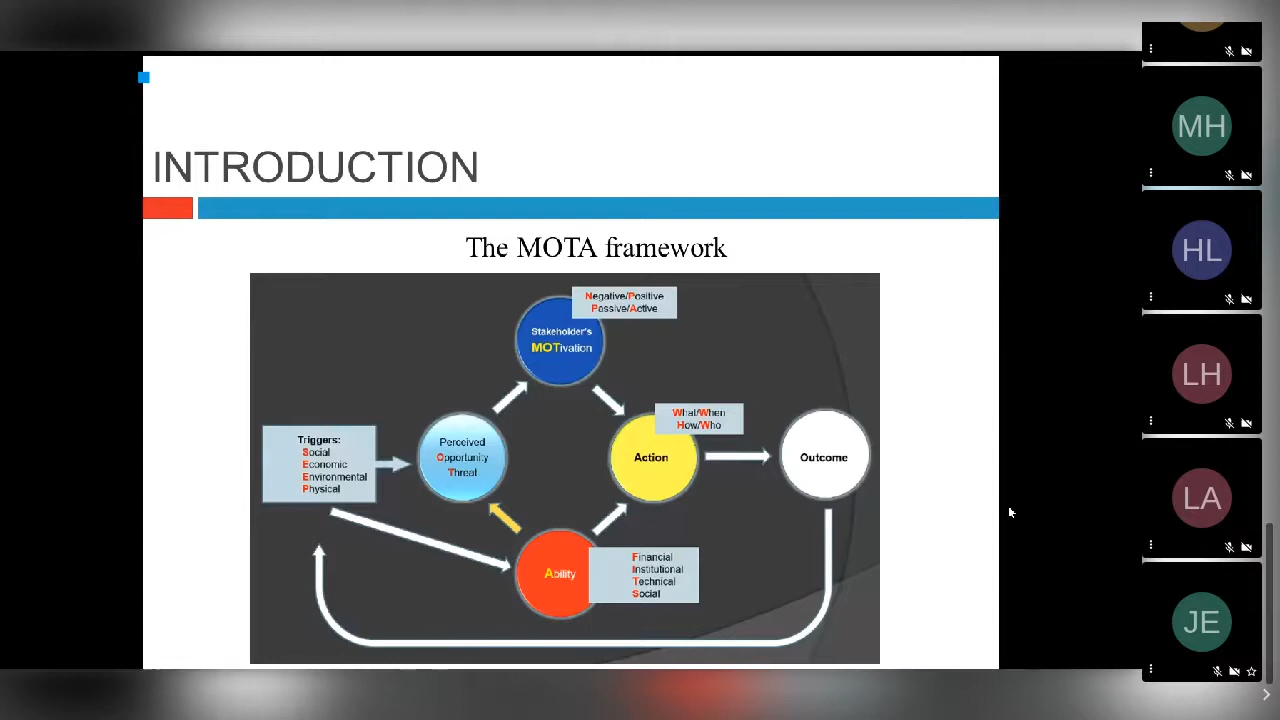 INTRODUCTION
The MOTA framework
Negative/Positive
Passive/Active
Stakeholder's
MOTivation
What/When
How/Who
Triggers:
Social
Economic
Environmental
Physical
Perceived
Opportunity
Threat
Action
Outcome
Ability
Financial
Institutional
Technical
Social
MH
HL
LH
LA
JE